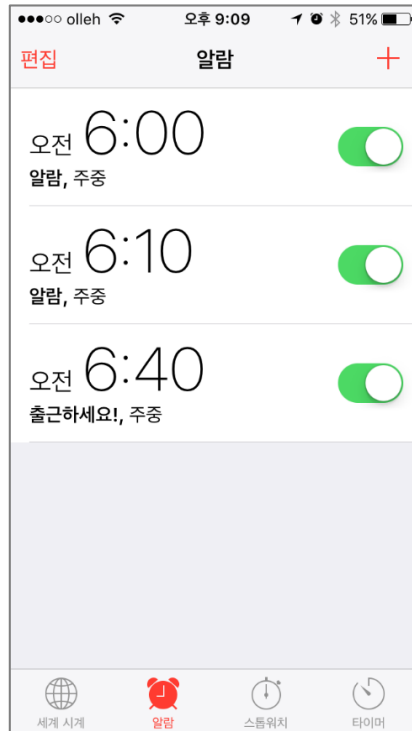 olleh 오후 9:09 51%
편집 알람 +
오전 6:00
알람, 주중
오전 6:10
알람, 주중
오전 6:40
출근하세요!, 주중
세계 시계 알람 스톱워치 타이머